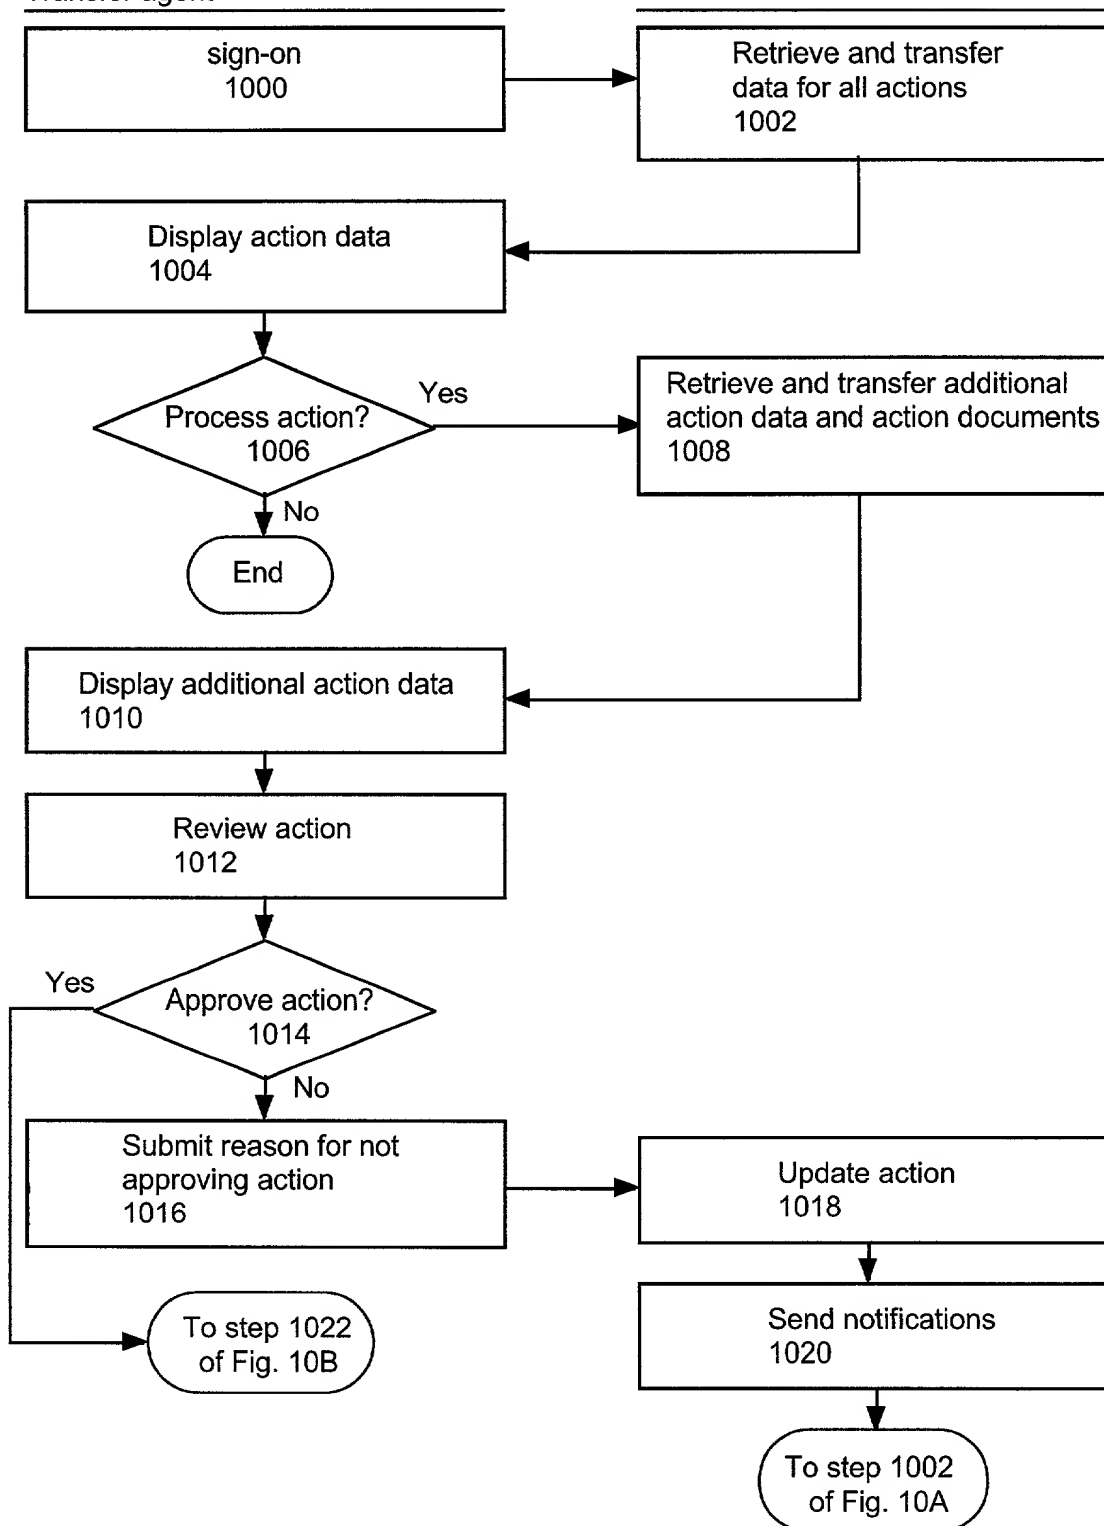 Transfer agent
sign-on
1000
Retrieve and transfer
data for all actions
1002
Display action data
1004
Process action?
1006
Yes
No
End
Retrieve and transfer additional
action data and action documents
1008
Display additional action data
1010
Review action
1012
Approve action?
1014
Yes
No
Submit reason for not
approving action
1016
Update action
1018
Send notifications
1020
To step 1022
of Fig. 10B
To step 1002
of Fig. 10A